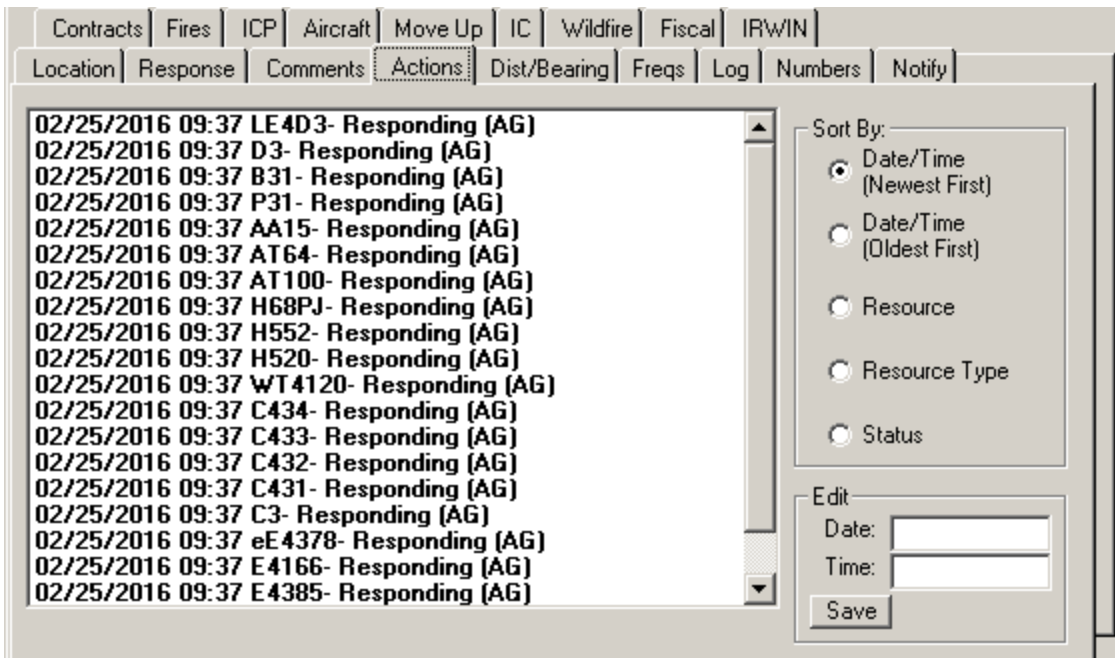 Contracts Fires ICP Aircraft Move Up IC Wildfire Fiscal IRWIN
Location Response Comments Actions Dist/Bearing Freqs Log Numbers Notify
02/25/2016 09:37 LE4D3- Responding (AG)
02/25/2016 09:37 D3- Responding (AG)
02/25/2016 09:37 B31- Responding (AG)
02/25/2016 09:37 P31- Responding (AG)
02/25/2016 09:37 AA15- Responding (AG)
02/25/2016 09:37 AT64- Responding (AG)
02/25/2016 09:37 AT100- Responding (AG)
02/25/2016 09:37 H68PJ- Responding (AG)
02/25/2016 09:37 H552- Responding (AG)
02/25/2016 09:37 H520- Responding (AG)
02/25/2016 09:37 WT4120- Responding (AG)
02/25/2016 09:37 C434- Responding (AG)
02/25/2016 09:37 C433- Responding (AG)
02/25/2016 09:37 C432- Responding (AG)
02/25/2016 09:37 C431- Responding (AG)
02/25/2016 09:37 C3- Responding (AG)
02/25/2016 09:37 eE4378- Responding (AG)
02/25/2016 09:37 E4166- Responding (AG)
02/25/2016 09:37 E4385- Responding (AG)
Sort By:
Date/Time
(Newest First)
Date/Time
(Oldest First)
Resource
Resource Type
Status
Edit
Date:
Time:
Save